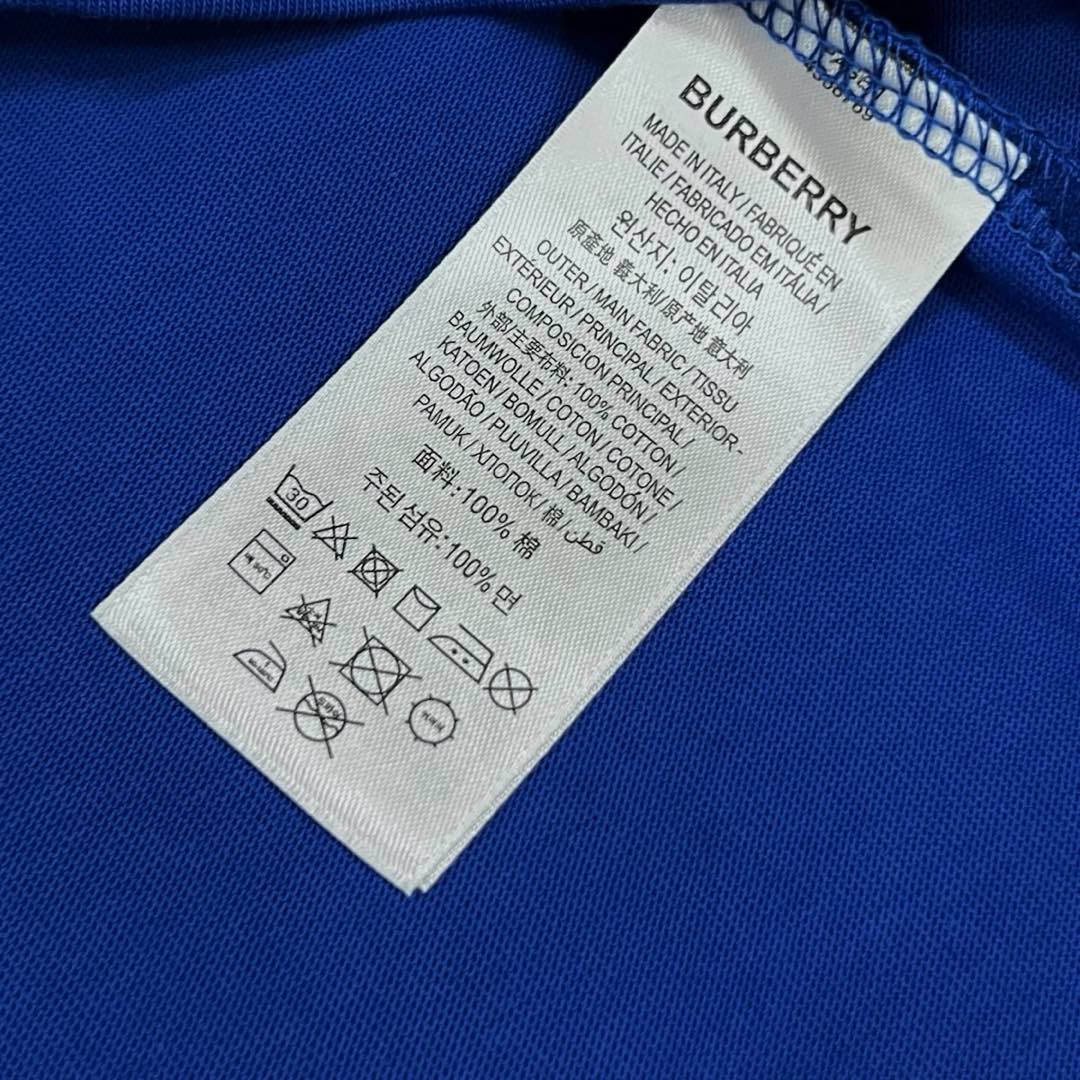 BURBERRY
MADE IN ITALY / FABRIQUÉ EN
ITALIE / FABRICADO EM ITÁLIA /
HECHO EN ITALIA
원산지: 이탈리아
原產地 義大利/原产地 意大利
OUTER / MAIN FABRIC / TISSU
EXTÉRIEUR / PRINCIPAL / EXTERIOR -
COMPOSICION PRINCIPAL /
外部/主要布料: 100% COTTON /
BAUMWOLLE / COTON / COTONE /
KATOEN / BOMULL / ALGODÓN /
ALGODÃO / PUUVILLA / BAMBAKI /
PAMUK / ХЛОПОК / 棉 / قطن
面料: 100% 棉
주된 섬유: 100% 면
30